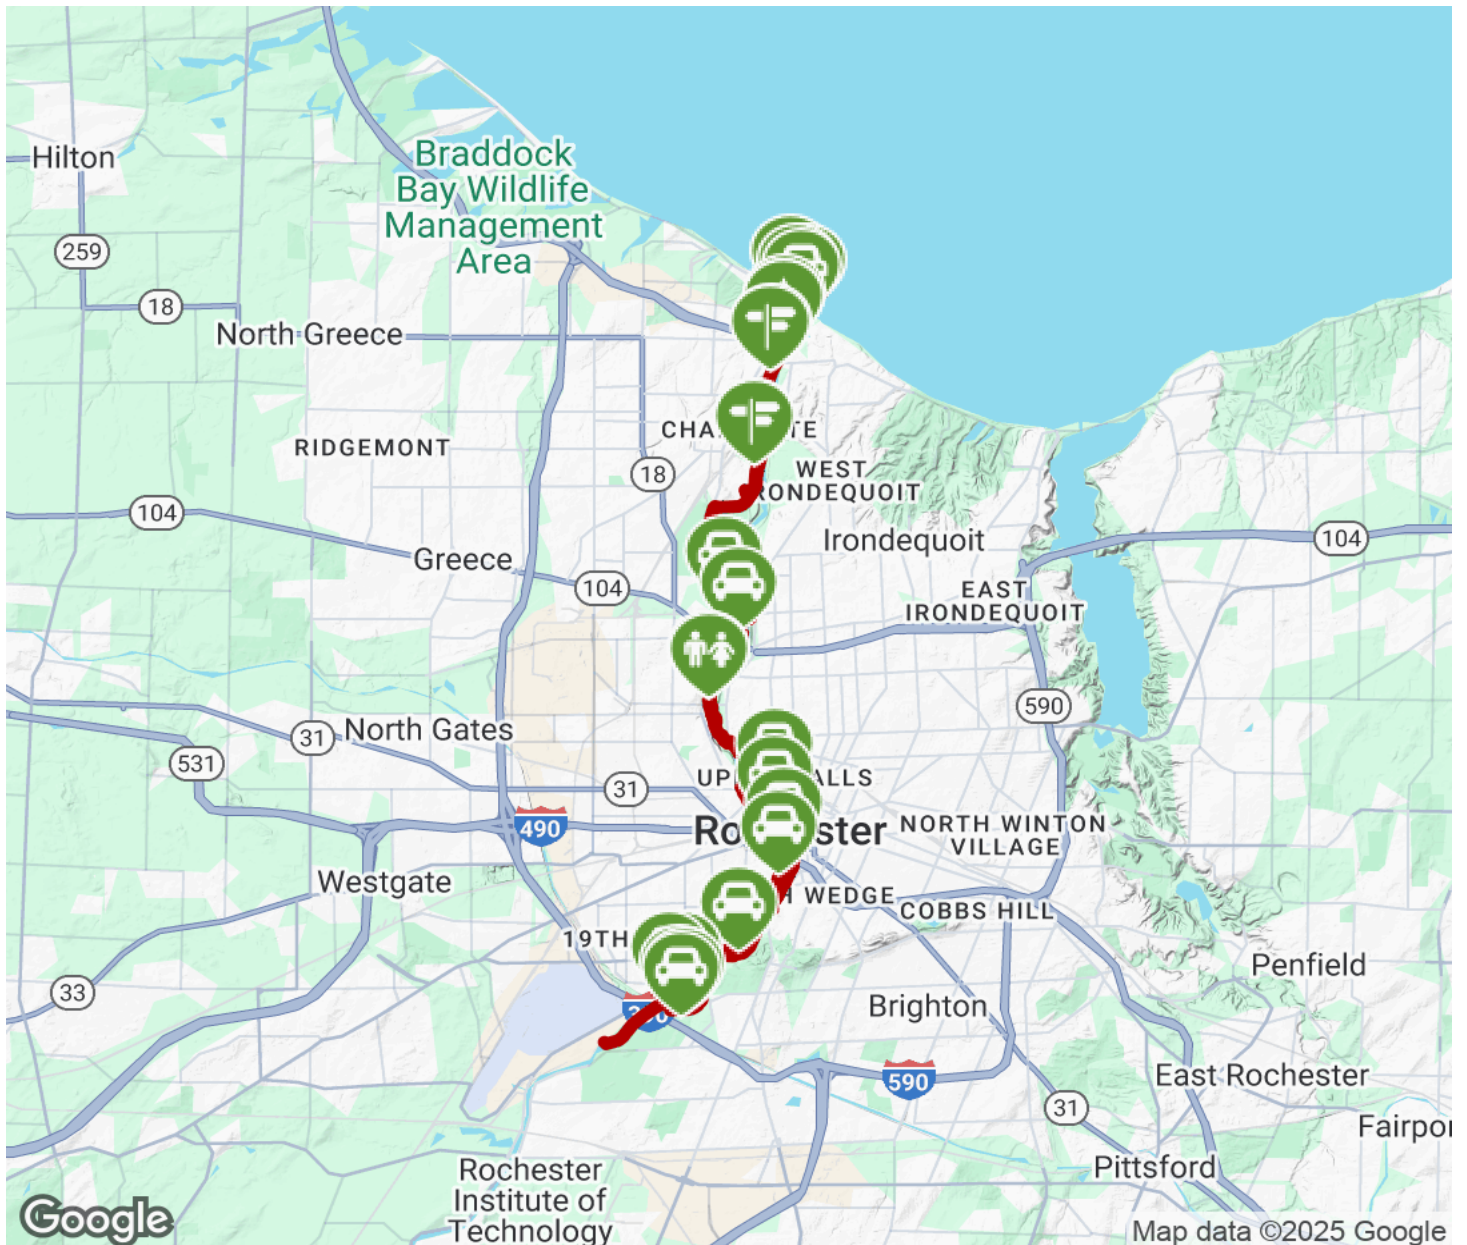 Hilton
Braddock
Bay Wildlife
Management
Area
259
18
North Greece
RIDGEMONT
18
WEST
104
Irondequoit
104
Greece
104
EAST
IRONDEQUOIT
590
31
North Gates
531
31
490
NORTH WINTON
VILLAGE
Westgate
WEDGE
COBBS HILL
19TH
33
Penfield
Brighton
590
East Rochester
31
Pittsford
Rochester
Institute of
Technology
Google
Map data ©2025 Google